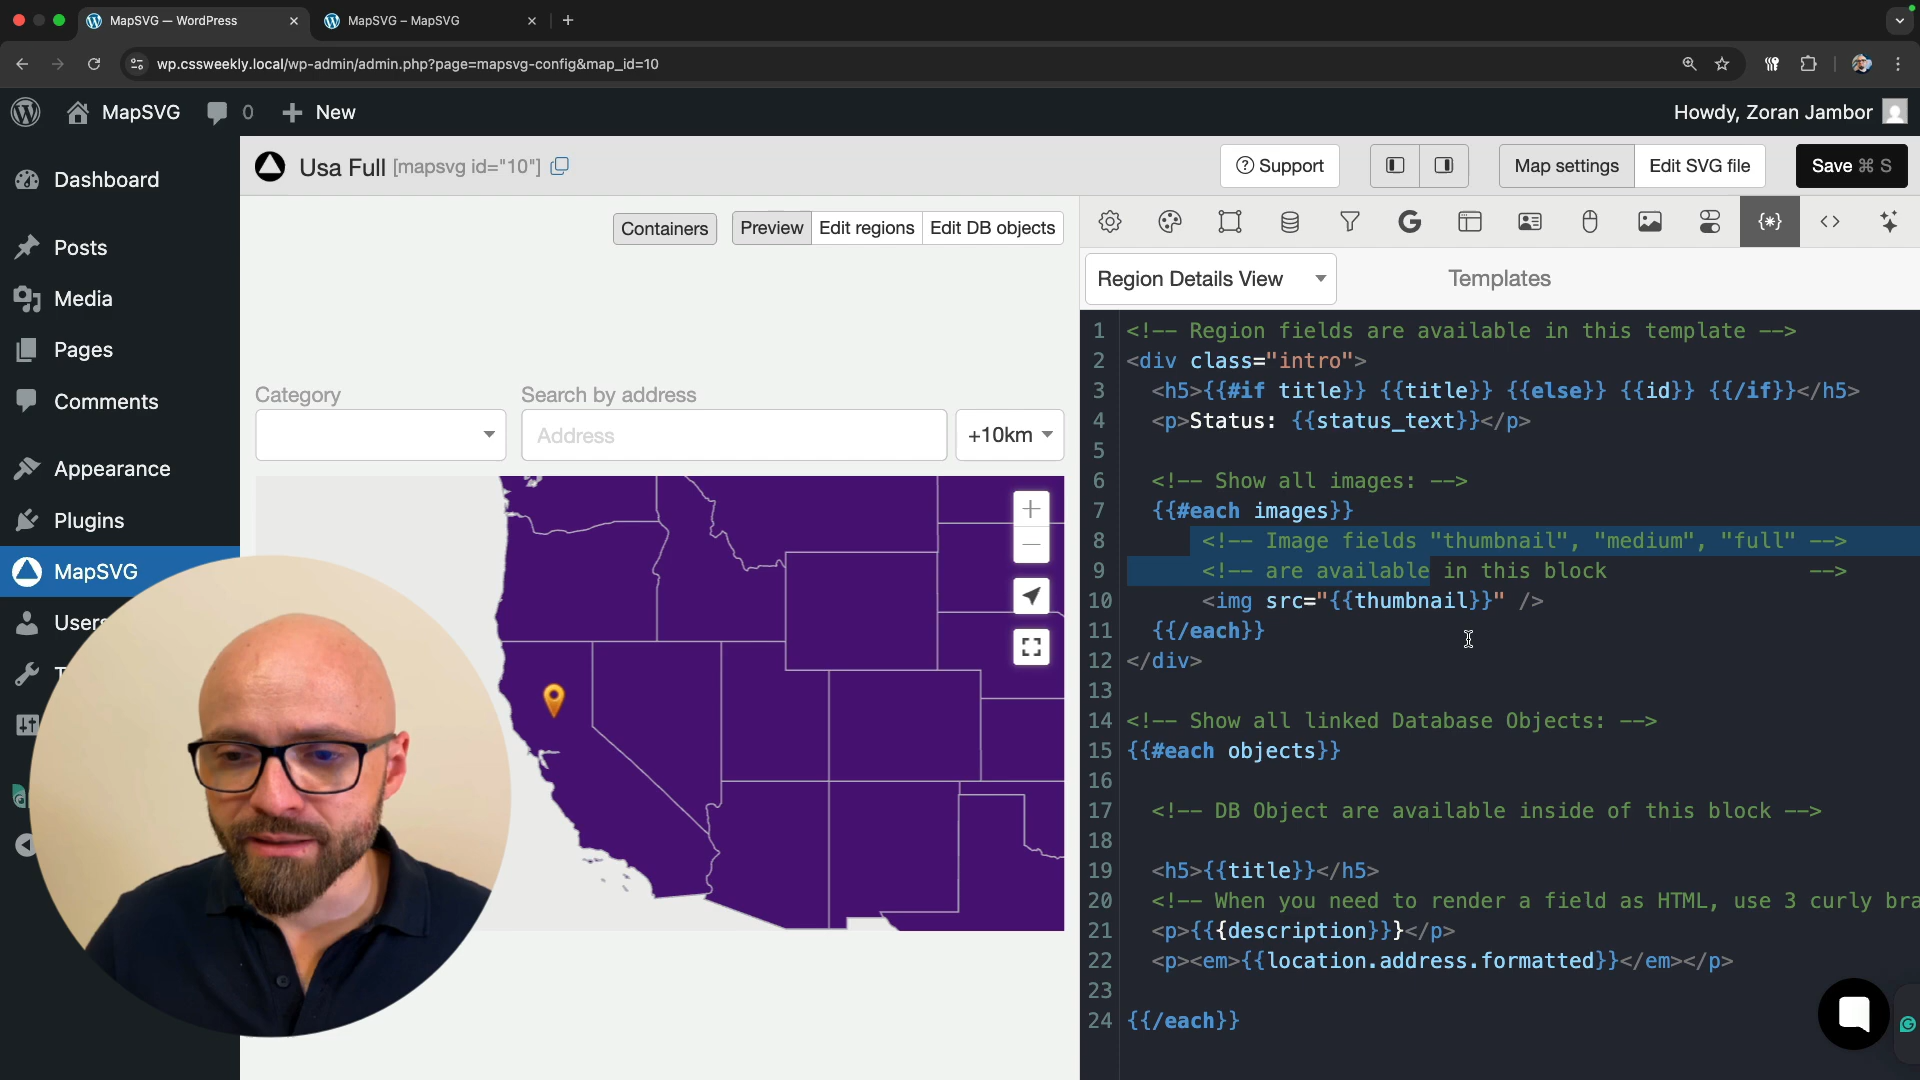 MapSVG — WordPress
MapSVG – MapSVG
wp.cssweekly.local/wp-admin/admin.php?page=mapsvg-config&map_id=10
MapSVG 0 New
Howdy, Zoran Jambor
Dashboard
Posts
Media
Pages
Comments
Appearance
Plugins
MapSVG
Users
T
Usa Full [mapsvg id="10"]
Support
Map settings Edit SVG file
Save ⌘ S
Containers Preview Edit regions Edit DB objects
Category Search by address
Address +10km
Region Details View
Templates
1 <!-- Region fields are available in this template -->
2 <div class="intro">
3 <h5>{{#if title}} {{title}} {{else}} {{id}} {{/if}}</h5>
4 <p>Status: {{status_text}}</p>
5
6 <!-- Show all images: -->
7 {{#each images}}
8 <!-- Image fields "thumbnail", "medium", "full" -->
9 <!-- are available in this block -->
10 <img src="{{thumbnail}}" />
11 {{/each}}
12 </div>
13
14 <!-- Show all linked Database Objects: -->
15 {{#each objects}}
16
17 <!-- DB Object are available inside of this block -->
18
19 <h5>{{title}}</h5>
20 <!-- When you need to render a field as HTML, use 3 curly bra
21 <p>{{{description}}}</p>
22 <p><em>{{location.address.formatted}}</em></p>
23
24 {{/each}}